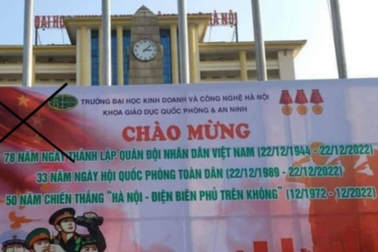 ĐẠI HỌ HÀ NỘI
TRƯỜNG ĐẠI HỌC KINH DOANH VÀ CÔNG NGHỆ HÀ NỘI
KHOA GIÁO DỤC QUỐC PHÒNG & AN NINH
CHÀO MỪNG
78 NĂM NGÀY THÀNH LẬP QUÂN ĐỘI NHÂN DÂN VIỆT NAM (22/12/1944 - 22/12/2022)
33 NĂM NGÀY HỘI QUỐC PHÒNG TOÀN DÂN (22/12/1989 - 22/12/2022)
50 NĂM CHIẾN THẮNG "HÀ NỘI - ĐIỆN BIÊN PHỦ TRÊN KHÔNG" (12/1972 - 12/2022)